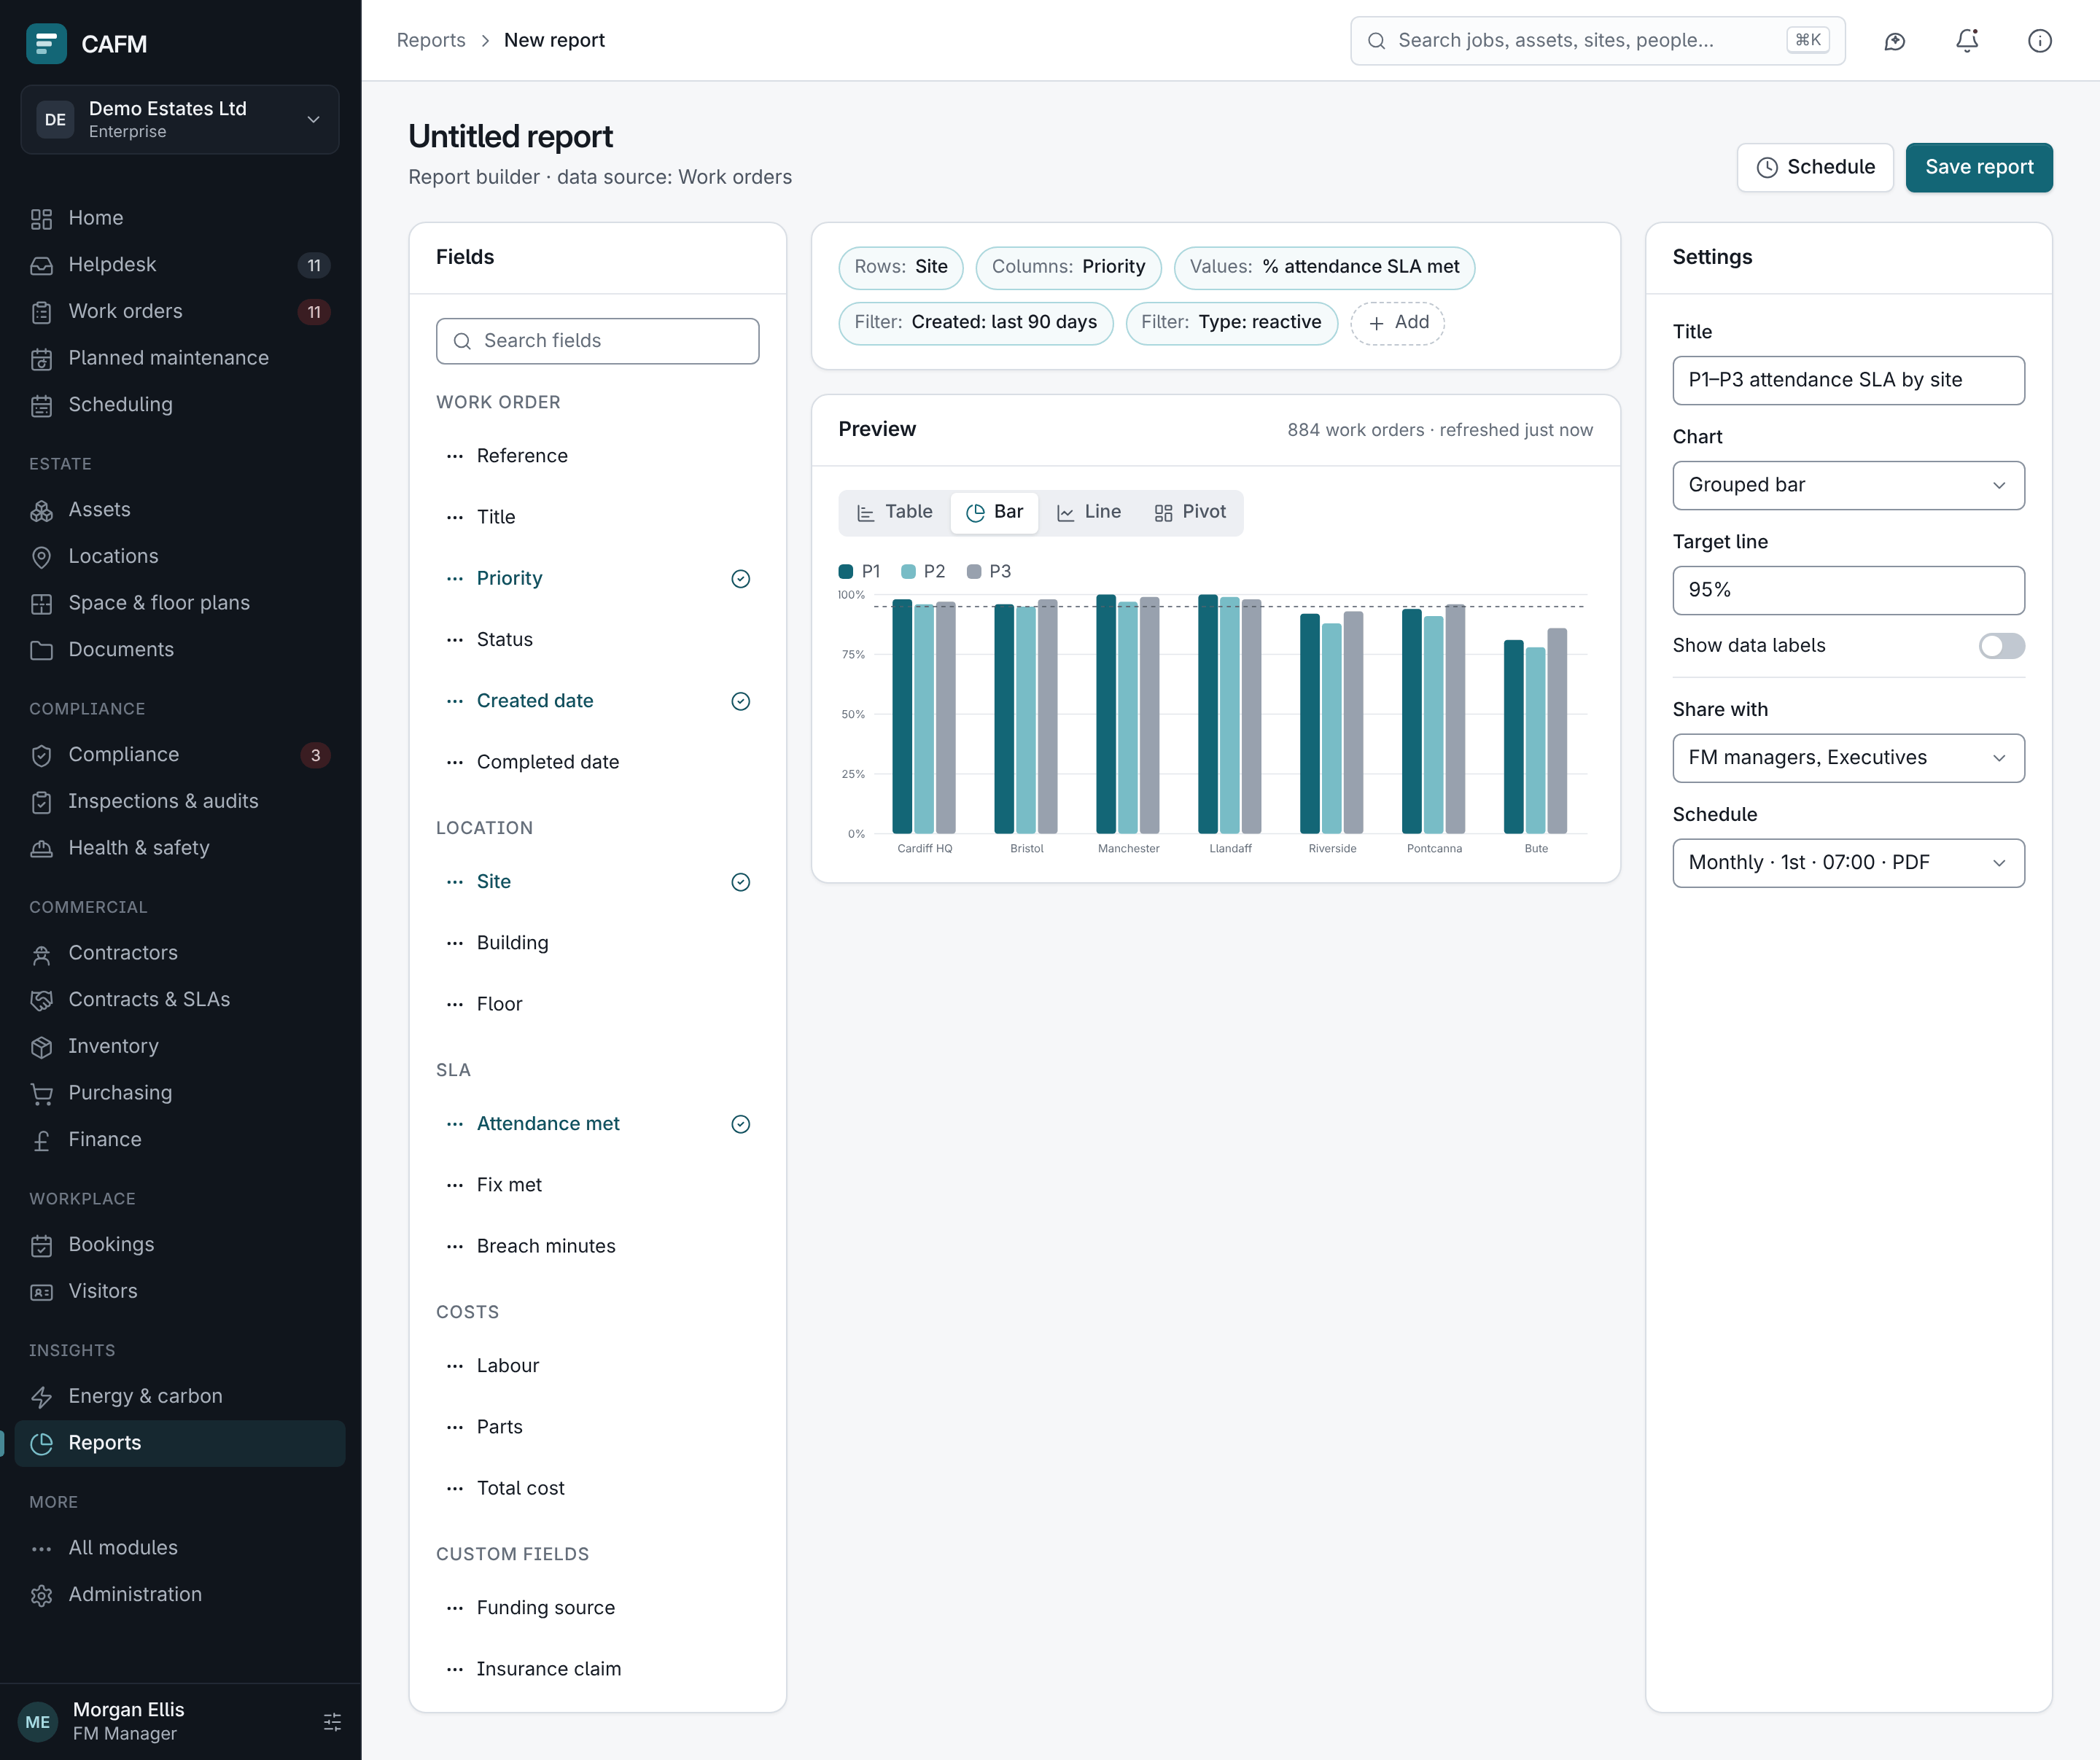 CAFM
DE
Demo Estates Ltd
Enterprise
Home
Helpdesk 11
Work orders 11
Planned maintenance
Scheduling
ESTATE
Assets
Locations
Space & floor plans
Documents
COMPLIANCE
Compliance 3
Inspections & audits
Health & safety
COMMERCIAL
Contractors
Contracts & SLAs
Inventory
Purchasing
Finance
WORKPLACE
Bookings
Visitors
INSIGHTS
Energy & carbon
Reports
MORE
All modules
Administration
ME
Morgan Ellis
FM Manager
Reports > New report
Search jobs, assets, sites, people... ⌘K
Untitled report
Report builder · data source: Work orders
Schedule
Save report
Fields
Search fields
WORK ORDER
Reference
Title
Priority
Status
Created date
Completed date
LOCATION
Site
Building
Floor
SLA
Attendance met
Fix met
Breach minutes
COSTS
Labour
Parts
Total cost
CUSTOM FIELDS
Funding source
Insurance claim
Rows: Site Columns: Priority Values: % attendance SLA met
Filter: Created: last 90 days Filter: Type: reactive + Add
Preview 884 work orders · refreshed just now
Table Bar Line Pivot
P1 P2 P3
100%
75%
50%
25%
0%
Cardiff HQ Bristol Manchester Llandaff Riverside Pontcanna Bute
Settings
Title
P1–P3 attendance SLA by site
Chart
Grouped bar
Target line
95%
Show data labels
Share with
FM managers, Executives
Schedule
Monthly · 1st · 07:00 · PDF